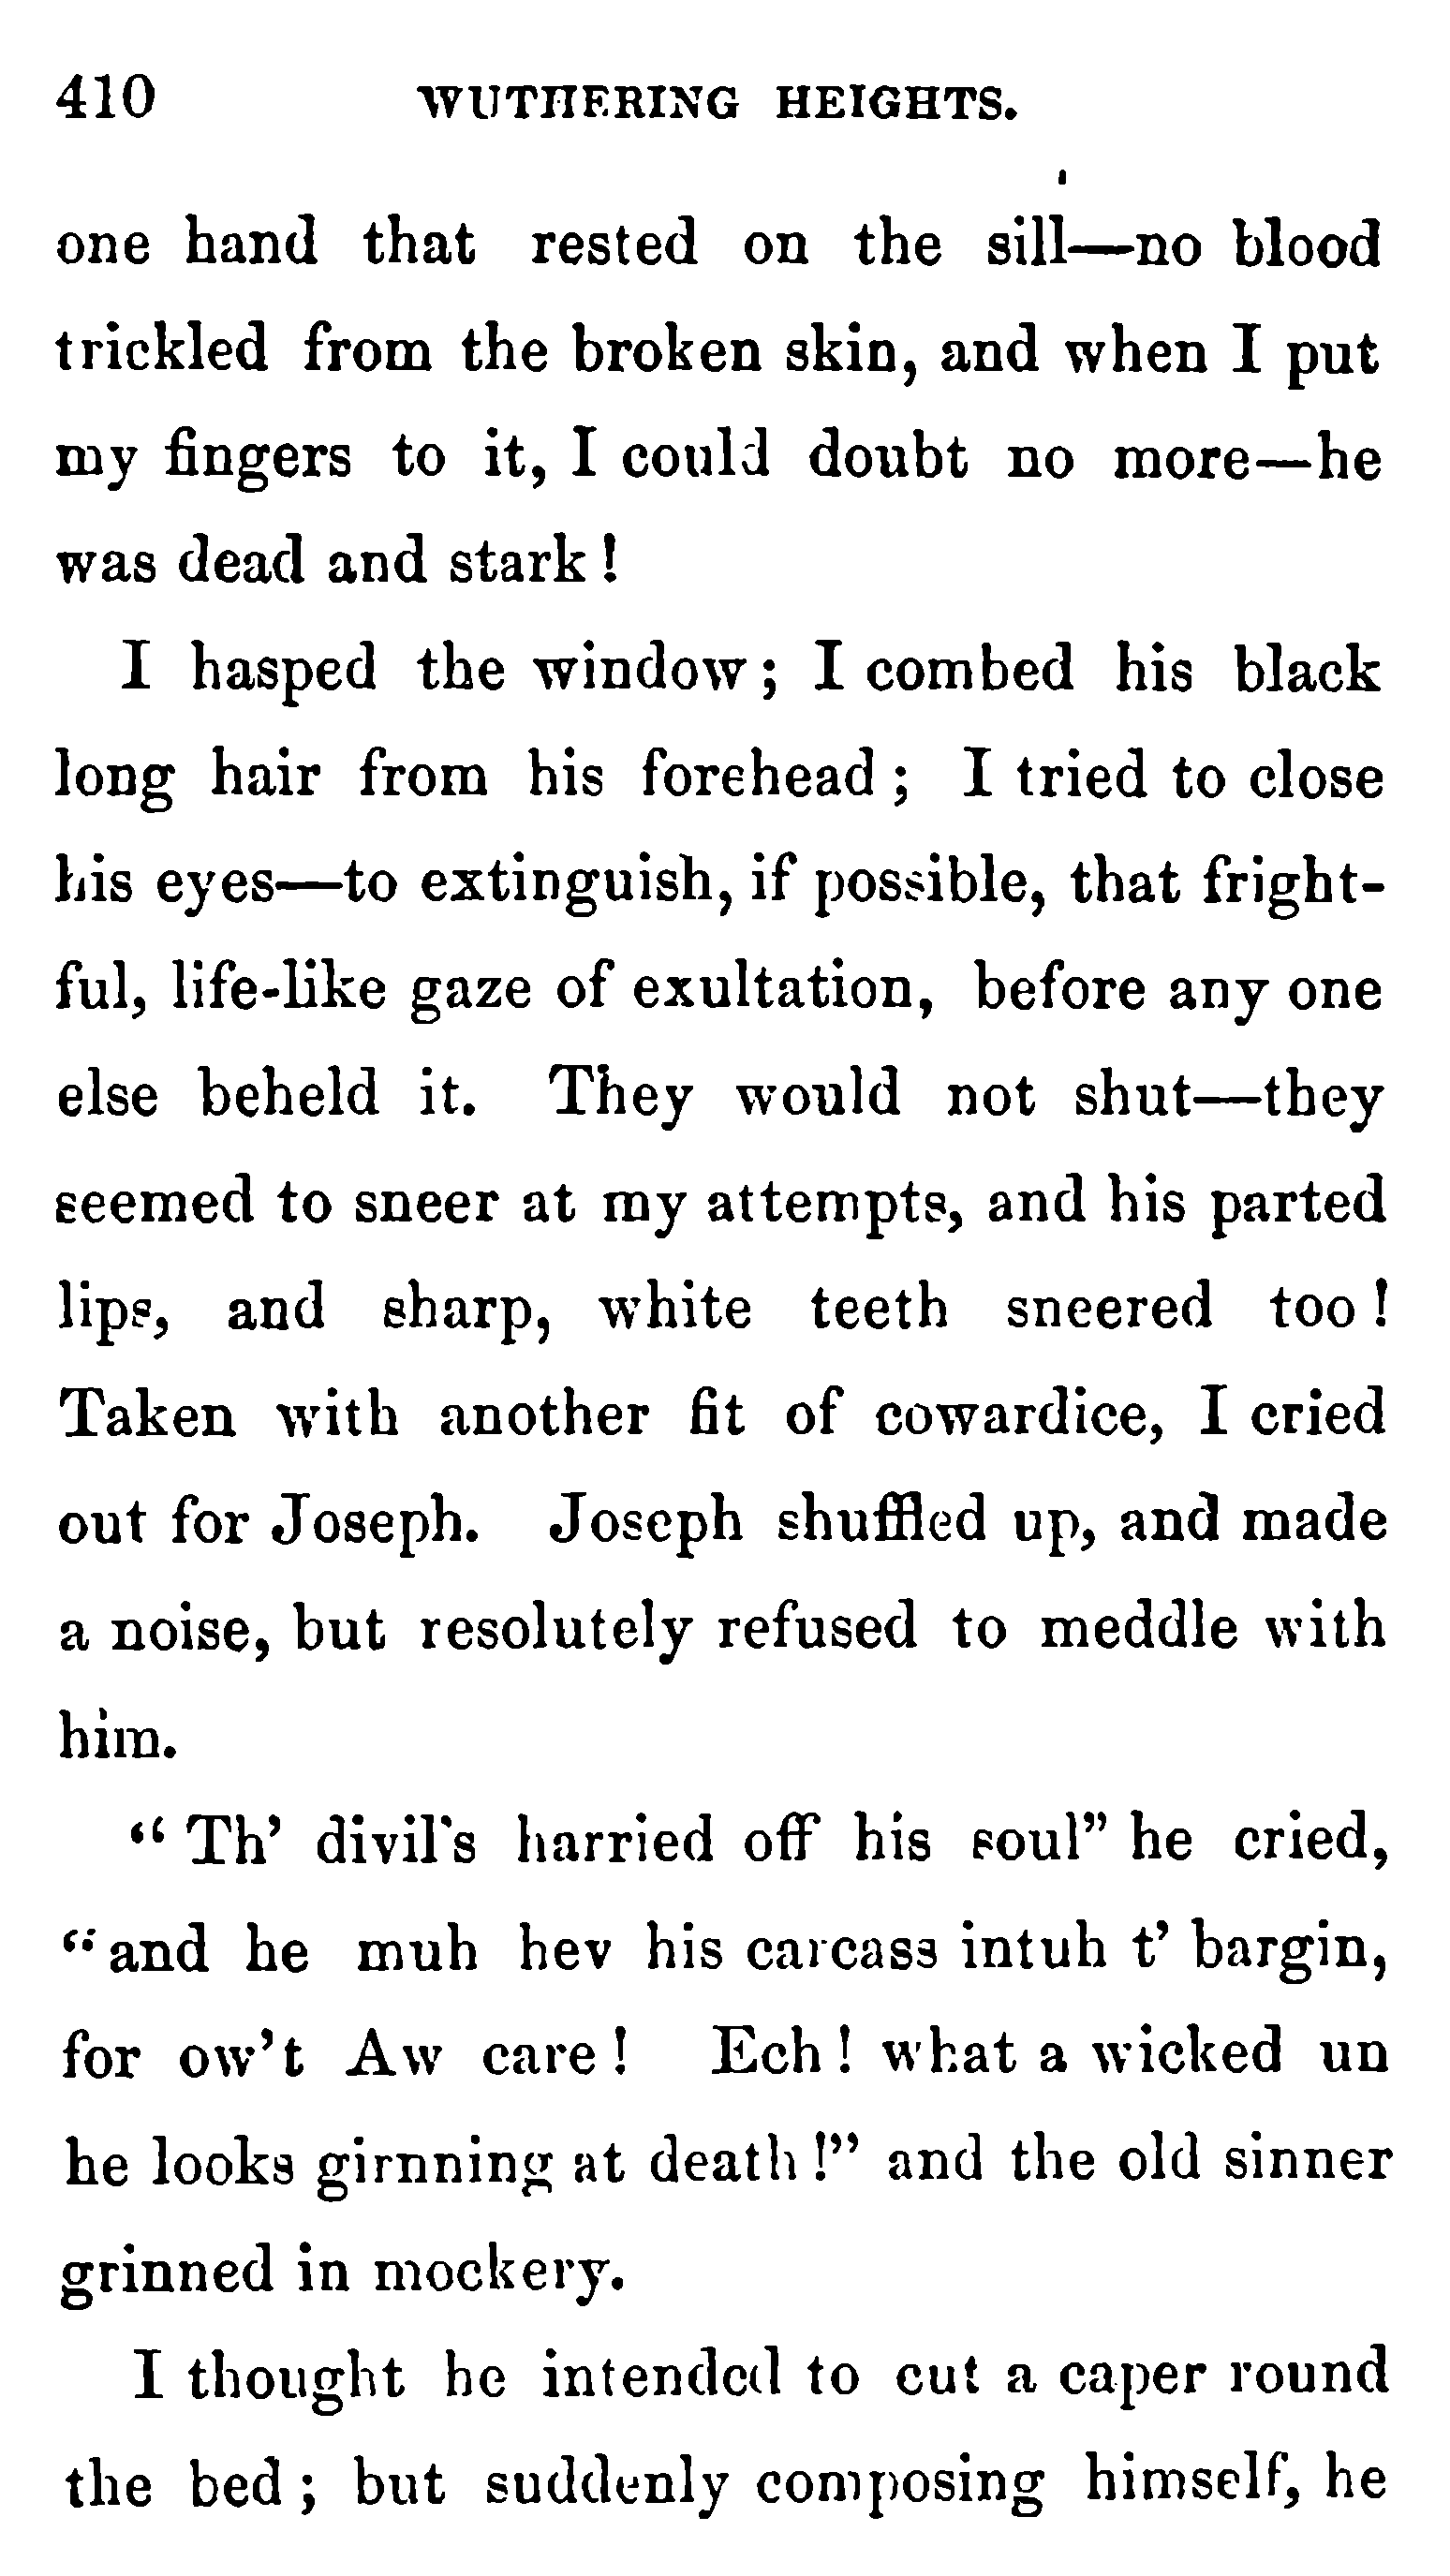 410 WUTHERING HEIGHTS.
one hand that rested on the sill—no blood
trickled from the broken skin, and when I put
my fingers to it, I could doubt no more—he
was dead and stark!
I hasped the window; I combed his black
long hair from his forehead; I tried to close
his eyes—to extinguish, if possible, that fright-
ful, life-like gaze of exultation, before any one
else beheld it. They would not shut—they
seemed to sneer at my attempts, and his parted
lips, and sharp, white teeth sneered too!
Taken with another fit of cowardice, I cried
out for Joseph. Joseph shuffled up, and made
a noise, but resolutely refused to meddle with
him.
“Th’ divil's harried off his soul” he cried,
“and he muh hev his carcass intuh t’ bargin,
for ow’t Aw care! Ech! what a wicked un
he looks girnning at death!” and the old sinner
grinned in mockery.
I thought he intended to cut a caper round
the bed; but suddenly composing himself, he